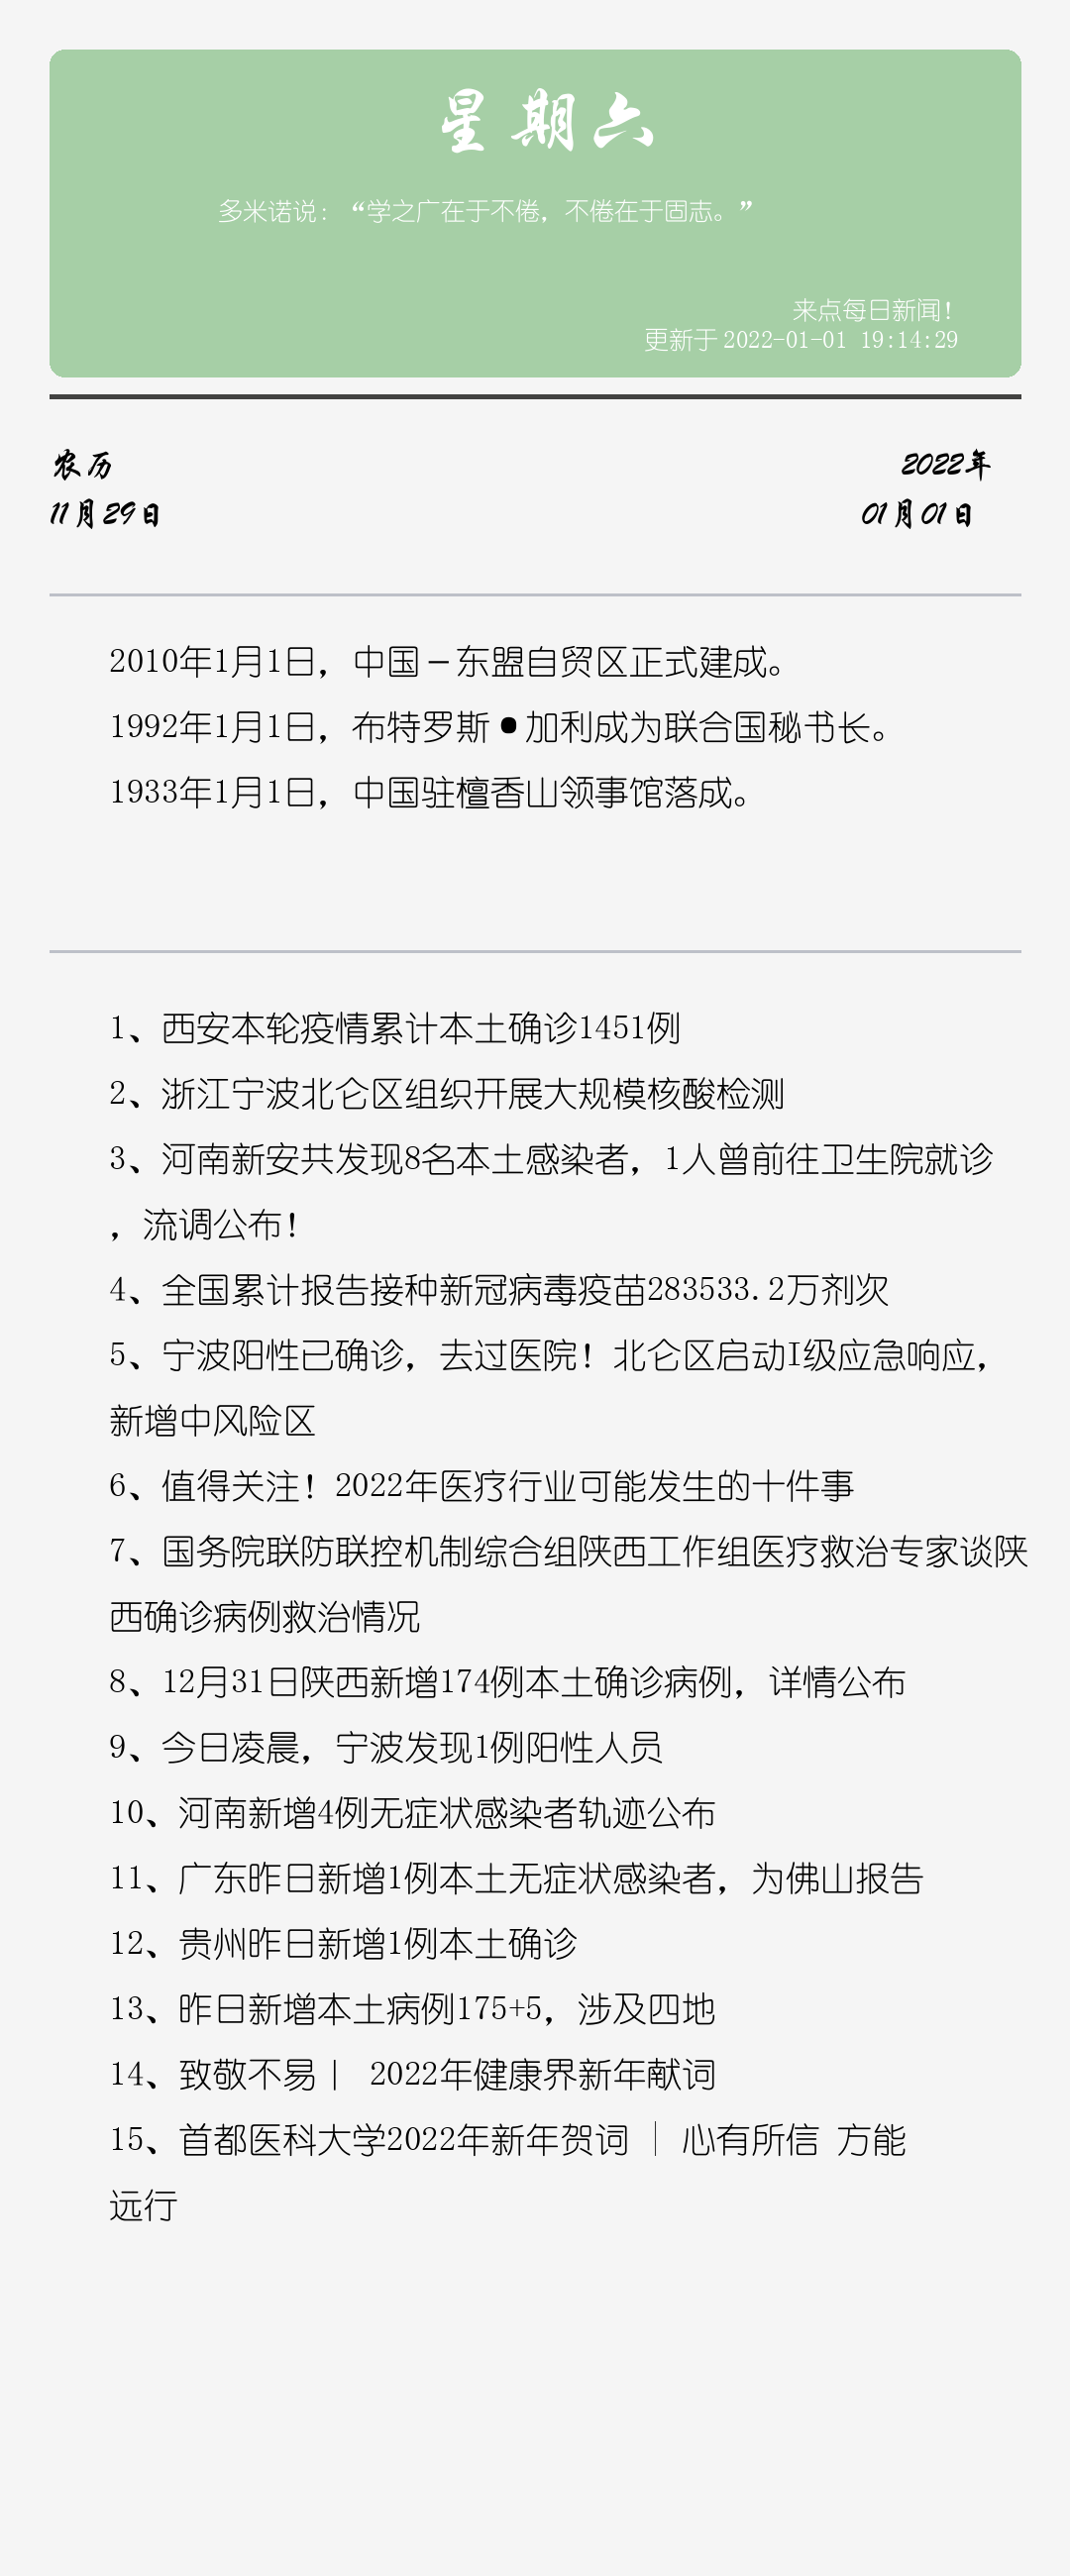 星期六
多米诺说：“学之广在于不倦，不倦在于固志。”
来点每日新闻！
更新于 2022-01-01 19:14:29
农历
2022年
11月29日
01月01日
2010年1月1日，中国－东盟自贸区正式建成。
1992年1月1日，布特罗斯•加利成为联合国秘书长。
1933年1月1日，中国驻檀香山领事馆落成。
1、西安本轮疫情累计本土确诊1451例
2、浙江宁波北仑区组织开展大规模核酸检测
3、河南新安共发现8名本土感染者，1人曾前往卫生院就诊
，流调公布！
4、全国累计报告接种新冠病毒疫苗283533.2万剂次
5、宁波阳性已确诊，去过医院！北仑区启动I级应急响应，
新增中风险区
6、值得关注！2022年医疗行业可能发生的十件事
7、国务院联防联控机制综合组陕西工作组医疗救治专家谈陕
西确诊病例救治情况
8、12月31日陕西新增174例本土确诊病例，详情公布
9、今日凌晨，宁波发现1例阳性人员
10、河南新增4例无症状感染者轨迹公布
11、广东昨日新增1例本土无症状感染者，为佛山报告
12、贵州昨日新增1例本土确诊
13、昨日新增本土病例175+5，涉及四地
14、致敬不易丨 2022年健康界新年献词
15、首都医科大学2022年新年贺词 │ 心有所信 方能
远行